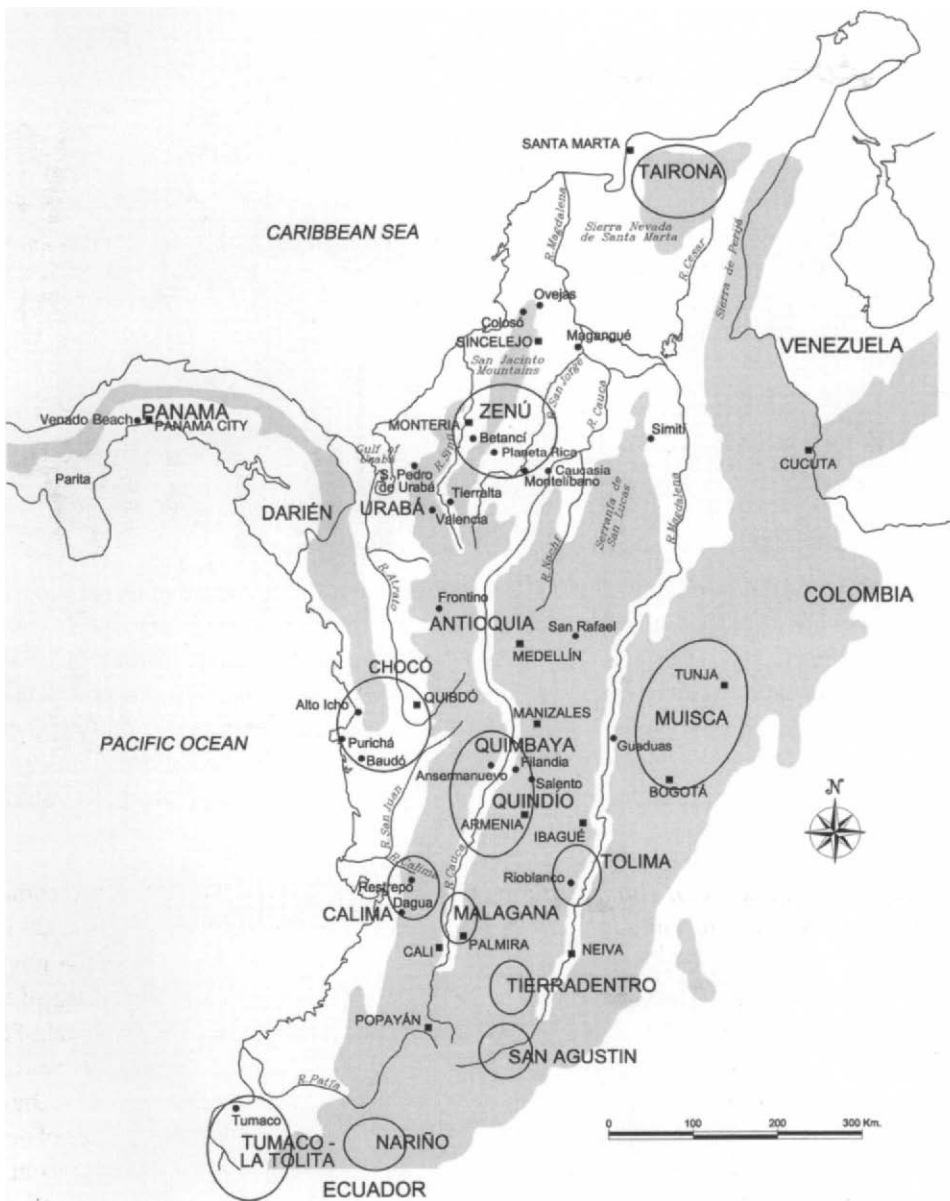 SANTA MARTA
TAIRONA
CARIBBEAN SEA
R.Magdalena
Sierra Nevada
de Santa Marta
R.Cesar
Sierra de Perijá
Ovejas
Colosó
SINCELEJO
Magangué
VENEZUELA
San Jacinto
Mountains
R.San Jorge
R. Cauca
ZENÚ
PANAMA
Venado Beach
PANAMA CITY
MONTERIA
Betancí
Simití
Gulf of
Urabá
R.Sinú
Planeta Rica
CUCUTA
S. Pedro
de Urabá
Montelíbano
Caucasia
Parita
Tierralta
DARIÉN
URABÁ
Valencia
Serranía de
San Lucas
R.Magdalena
R.Nechí
R.Atrato
COLOMBIA
Frontino
ANTIOQUIA
San Rafael
MEDELLÍN
CHOCÓ
TUNJA
Alto Ichó
QUIBDÓ
MANIZALES
MUISCA
PACIFIC OCEAN
Purichá
QUIMBAYA
Guaduas
Baudó
Filandia
Ansermanuevo
Salento
BOGOTÁ
N
QUINDÍO
R.San Juan
ARMENIA
IBAGUÉ
R.Calima
R.Cauca
TOLIMA
Restrepo
Rioblanco
Dagua
CALIMA
MALAGANA
CALI
PALMIRA
NEIVA
TIERRADENTRO
POPAYÁN
SAN AGUSTIN
R.Patía
Tumaco
TUMACO -
LA TOLITA
NARIÑO
0 100 200 300 Km.
ECUADOR